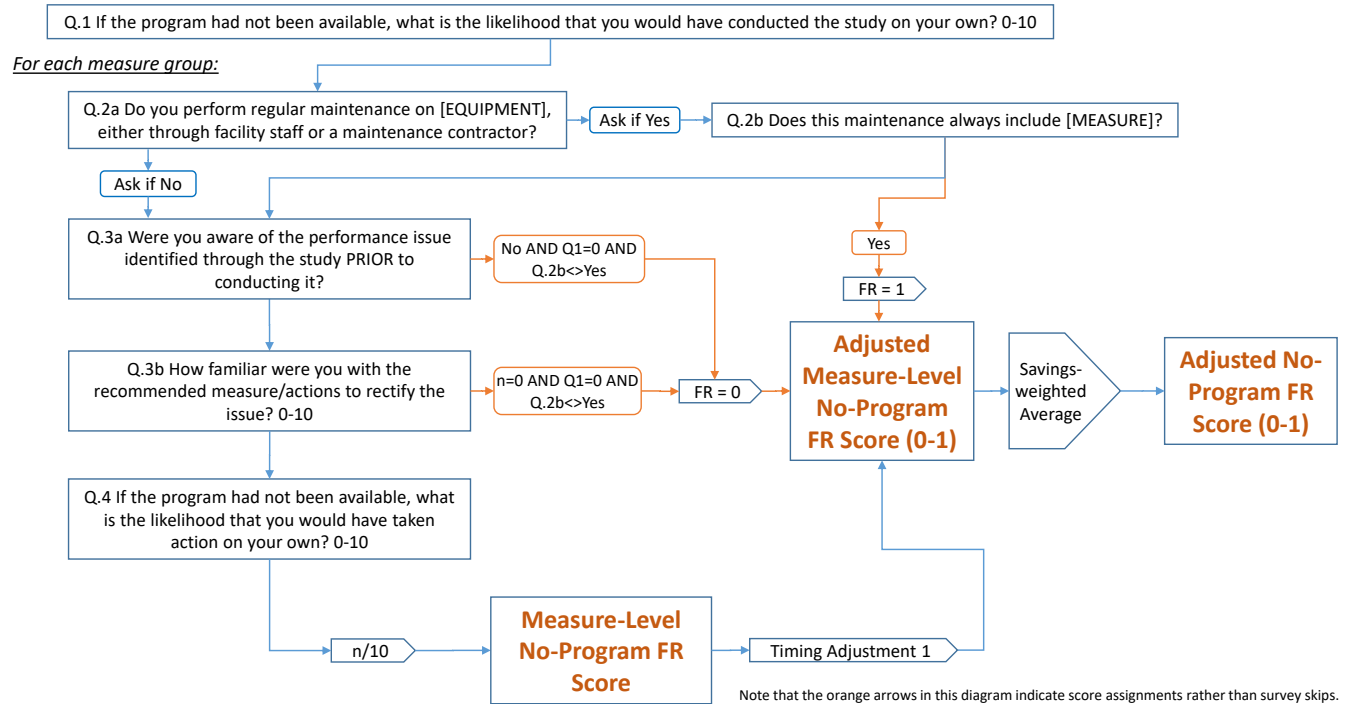 Q.1 If the program had not been available, what is the likelihood that you would have conducted the study on your own? 0-10
For each measure group:
Q.2a Do you perform regular maintenance on [EQUIPMENT],
either through facility staff or a maintenance contractor?
Ask if Yes
Q.2b Does this maintenance always include [MEASURE]?
Ask if No
Q.3a Were you aware of the performance issue
identified through the study PRIOR to
conducting it?
No AND Q1=0 AND
Q.2b<>Yes
Yes
FR = 1
Q.3b How familiar were you with the
recommended measure/actions to rectify the
issue? 0-10
n=0 AND Q1=0 AND
Q.2b<>Yes
FR = 0
Adjusted
Measure-Level
No-Program
FR Score (0-1)
Savings-
weighted
Average
Adjusted No-
Program FR
Score (0-1)
Q.4 If the program had not been available, what
is the likelihood that you would have taken
action on your own? 0-10
n/10
Measure-Level
No-Program FR
Score
Timing Adjustment 1
Note that the orange arrows in this diagram indicate score assignments rather than survey skips.